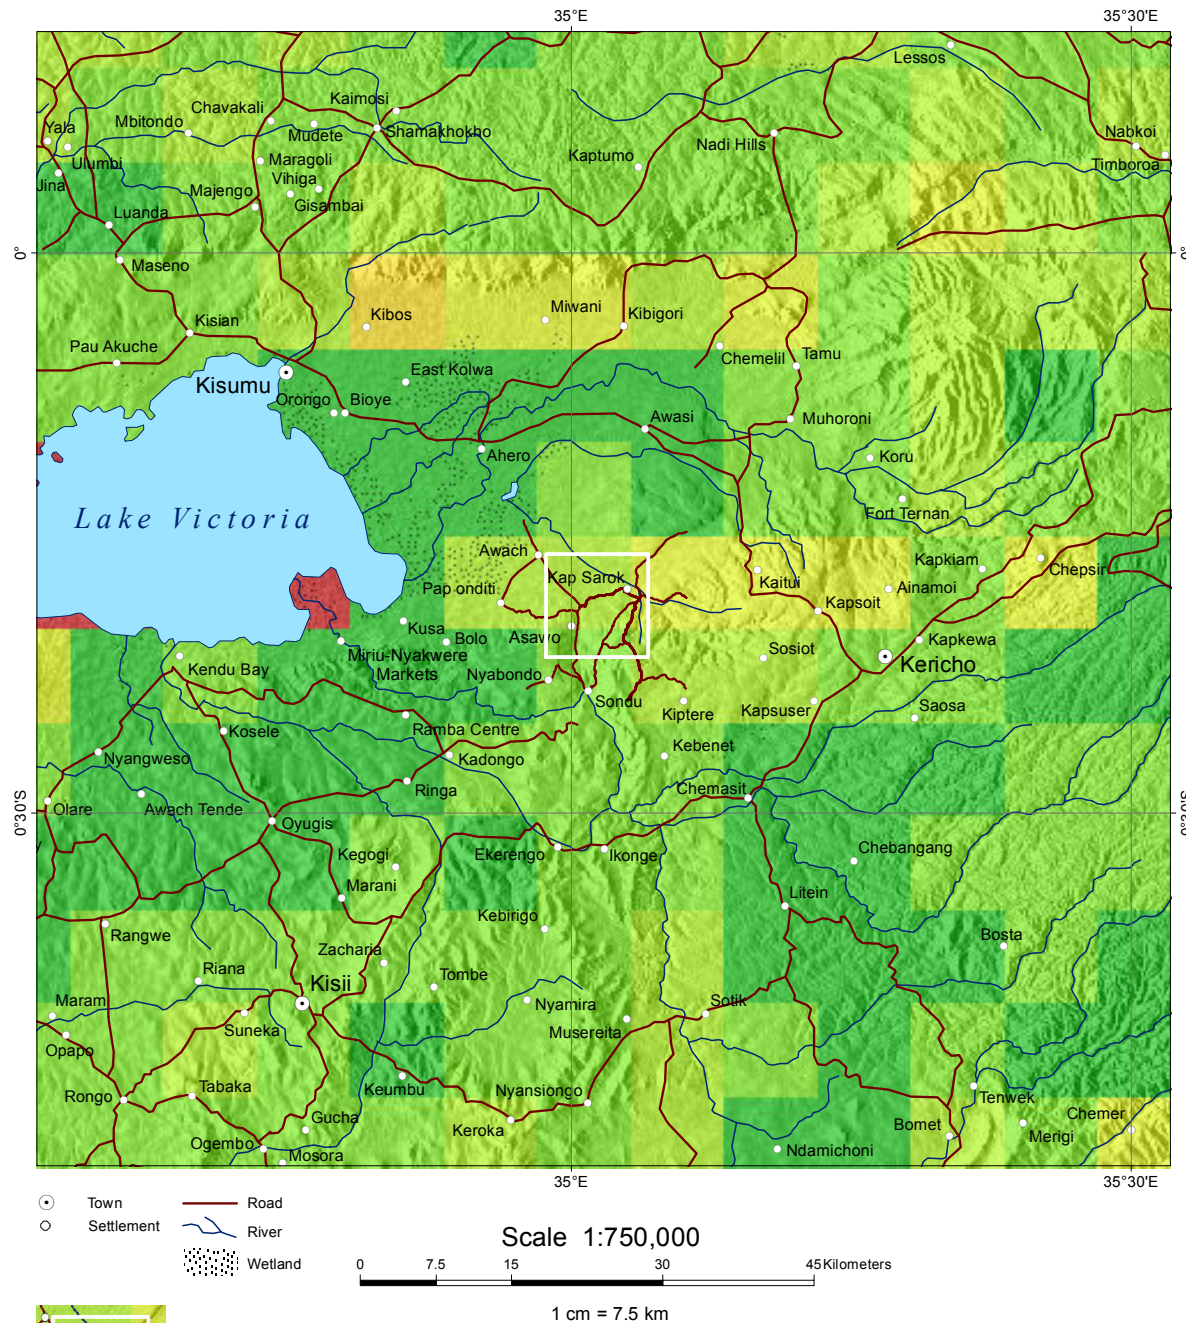 35°E
35°30'E
Lessos
Kaimosi
Chavakali
Mbitondo
Mudete
Shamakhokho
Yala
Ulumbi
Nadi Hills
Nabkoi
Timboroa
Kaptumo
Maragoli
Vihiga
Jina
Majengo
Gisambai
Luanda
0°
0°
Maseno
Miwani
Kibigori
Kibos
Kisian
Pau Akuche
Chemelil
Tamu
East Kolwa
Kisumu
Orongo
Bioye
Awasi
Muhoroni
Ahero
Koru
Lake Victoria
Fort Ternan
Awach
Kapkiam
Chepsir
Kap Sarok
Kaitui
Ainamoi
Pap onditi
Kapsoit
Kusa
Bolo
Asawo
Kapkewa
Miriu-Nyakwere
Markets
Sosiot
Kericho
Kendu Bay
Nyabondo
Sondu
Kiptere
Kapsuser
Saosa
Kosele
Ramba Centre
Kebenet
Nyangweso
Kadongo
Ringa
Chemasit
Olare
Awach Tende
0°30'S
0°30'S
Oyugis
Kegogi
Ekerengo
Ikonge
Chebangang
Marani
Litein
Kebirigo
Rangwe
Bosta
Zacharia
Riana
Kisii
Tombe
Maram
Nyamira
Sotik
Suneka
Musereita
Opapo
Tabaka
Keumbu
Nyansiongo
Rongo
Tenwek
Gucha
Keroka
Bomet
Chemer
Merigi
Ogembo
Mosora
Ndamichoni
35°E
35°30'E
Town
Road
Settlement
River
Wetland
Scale 1:750,000
0 7.5 15 30 45 Kilometers
1 cm = 7.5 km